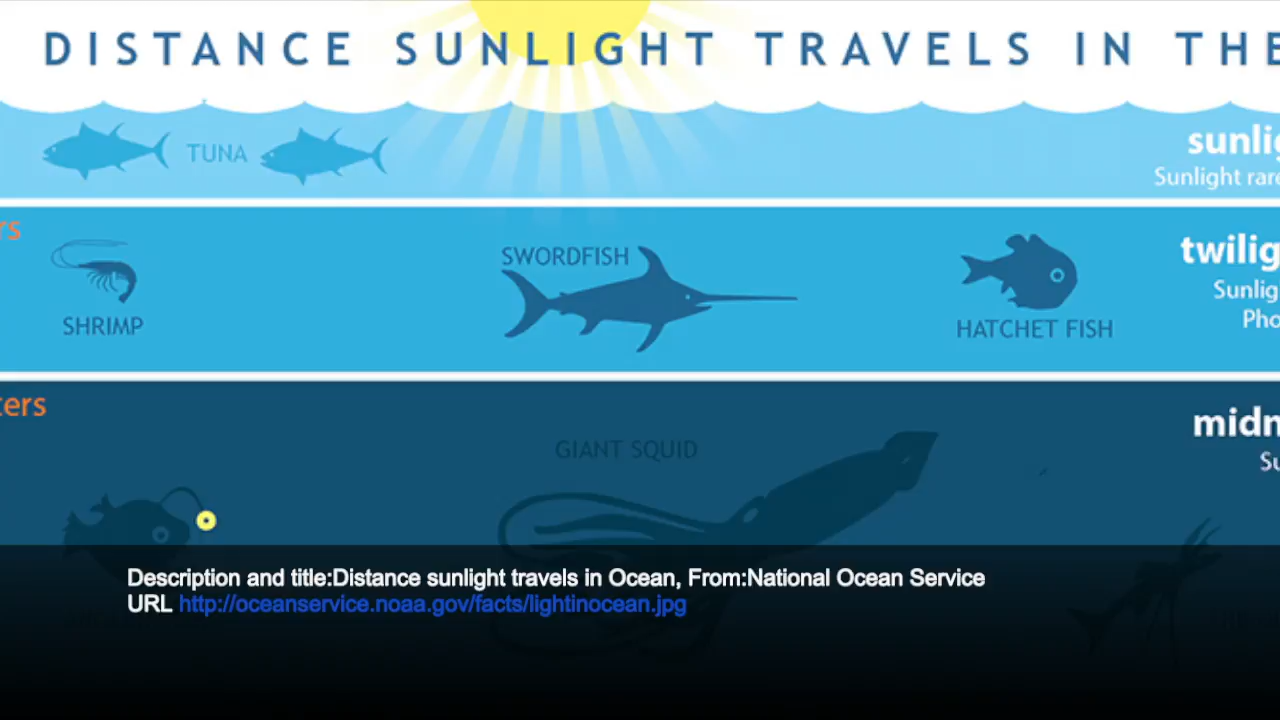 DISTANCE SUNLIGHT TRAVELS IN THE
TUNA
sunlig
Sunlight rare
rs
SWORDFISH
twilig
Sunlig
Pho
SHRIMP
HATCHET FISH
ters
midn
Su
GIANT SQUID
Description and title:Distance sunlight travels in Ocean, From:National Ocean Service
URL http://oceanservice.noaa.gov/facts/lightinocean.jpg